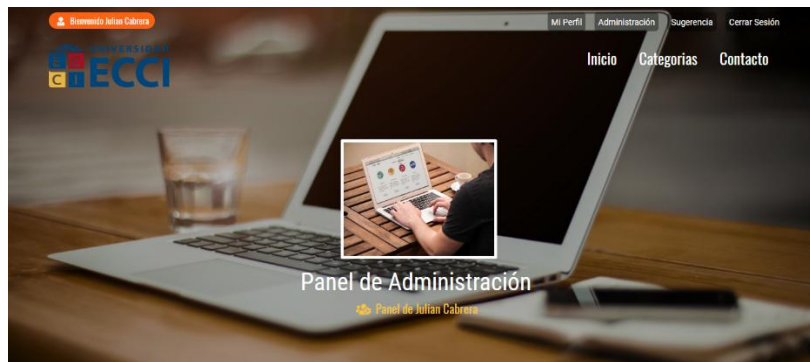 Bienvenido Julian Cabrera
Mi Perfil Administración Sugerencia Cerrar Sesión
UNIVERSIDAD
ECCI
Inicio Categorias Contacto
Panel de Administración
Panel de Julian Cabrera